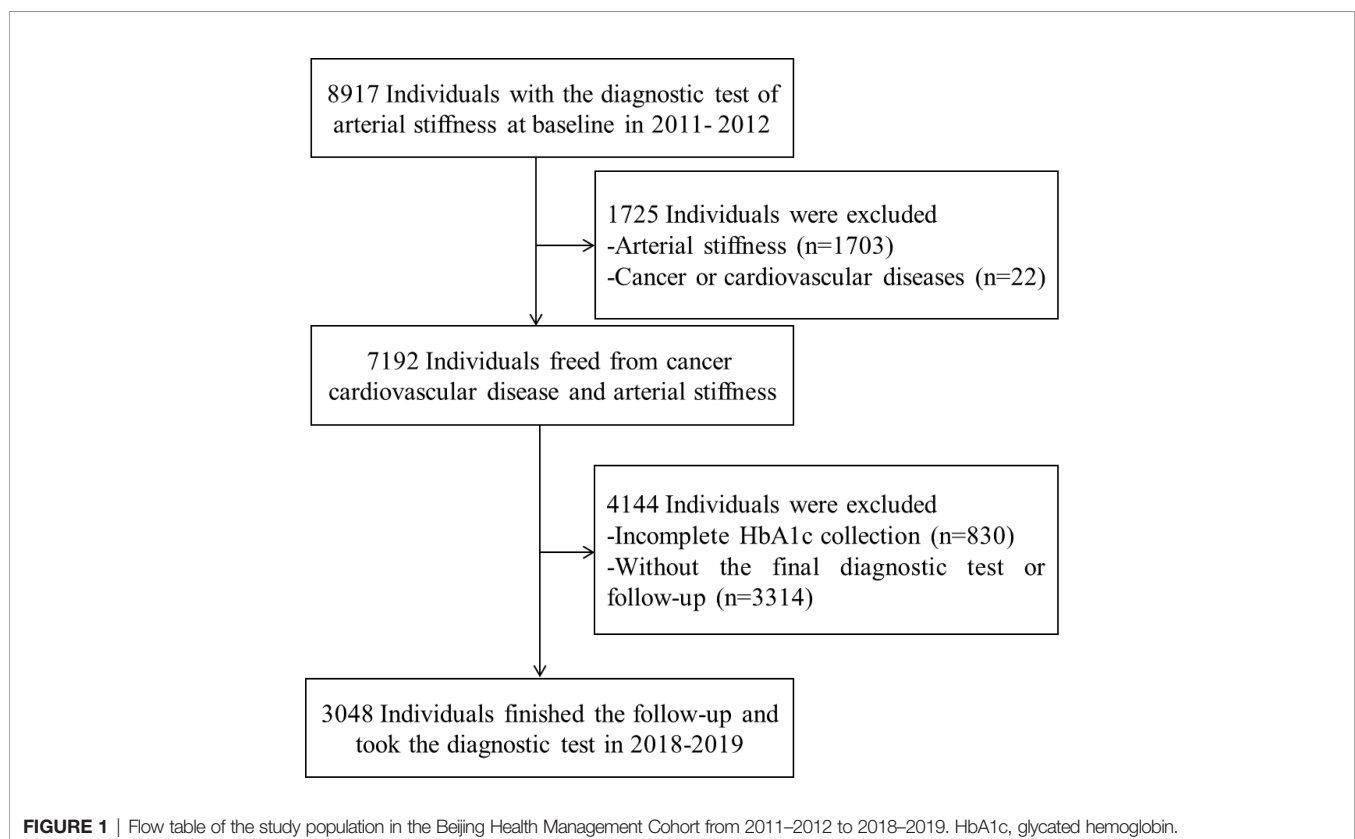 8917 Individuals with the diagnostic test of
arterial stiffness at baseline in 2011- 2012
1725 Individuals were excluded
-Arterial stiffness (n=1703)
-Cancer or cardiovascular diseases (n=22)
7192 Individuals freed from cancer
cardiovascular disease and arterial stiffness
4144 Individuals were excluded
-Incomplete HbA1c collection (n=830)
-Without the final diagnostic test or
follow-up (n=3314)
3048 Individuals finished the follow-up and
took the diagnostic test in 2018-2019
FIGURE 1 | Flow table of the study population in the Beijing Health Management Cohort from 2011–2012 to 2018–2019. HbA1c, glycated hemoglobin.